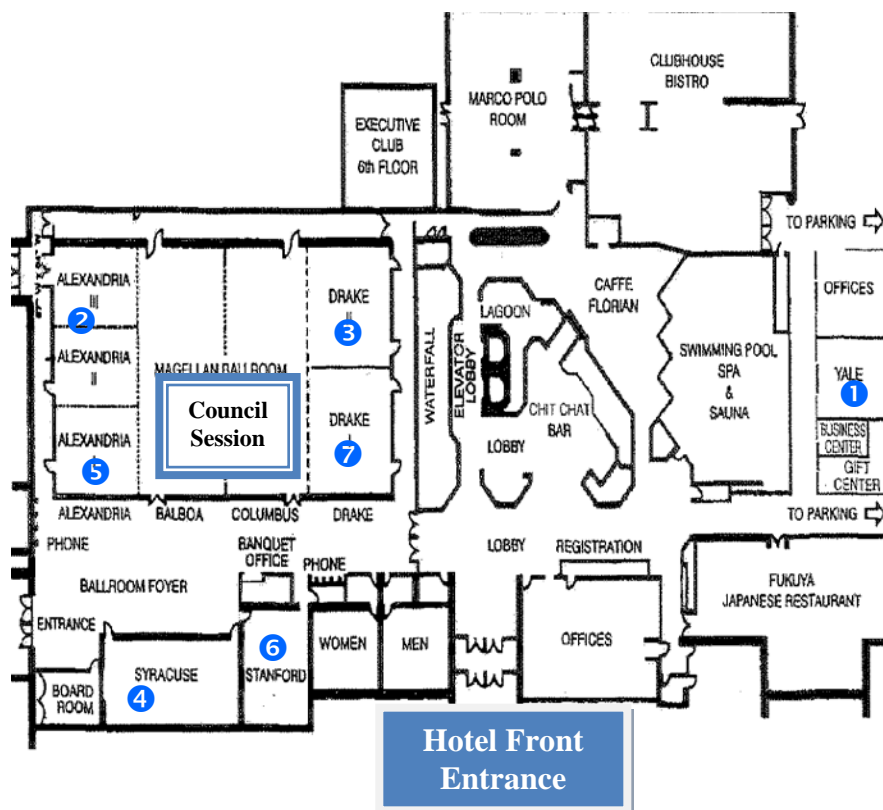 CLUBHOUSE
BISTRO
MARCO POLO
ROOM
EXECUTIVE
CLUB
6th FLOOR
TO PARKING
ALEXANDRIA
III
2
DRAKE
II
3
LAGOON
CAFFE
FLORIAN
OFFICES
ALEXANDRIA
II
MAGELLAN BALLROOM
WATERFALL
ELEVATOR
LOBBY
SWIMMING POOL
SPA
&
SAUNA
YALE
1
Council
Session
ALEXANDRIA
5
DRAKE
I
7
CHIT CHAT
BAR
LOBBY
BUSINESS
CENTER
GIFT
CENTER
ALEXANDRIA
BALBOA
COLUMBUS
DRAKE
TO PARKING
PHONE
BANQUET
OFFICE
PHONE
LOBBY
REGISTRATION
BALLROOM FOYER
FUKUYA
JAPANESE RESTAURANT
ENTRANCE
WOMEN
MEN
OFFICES
6
STANFORD
SYRACUSE
4
BOARD
ROOM
Hotel Front
Entrance